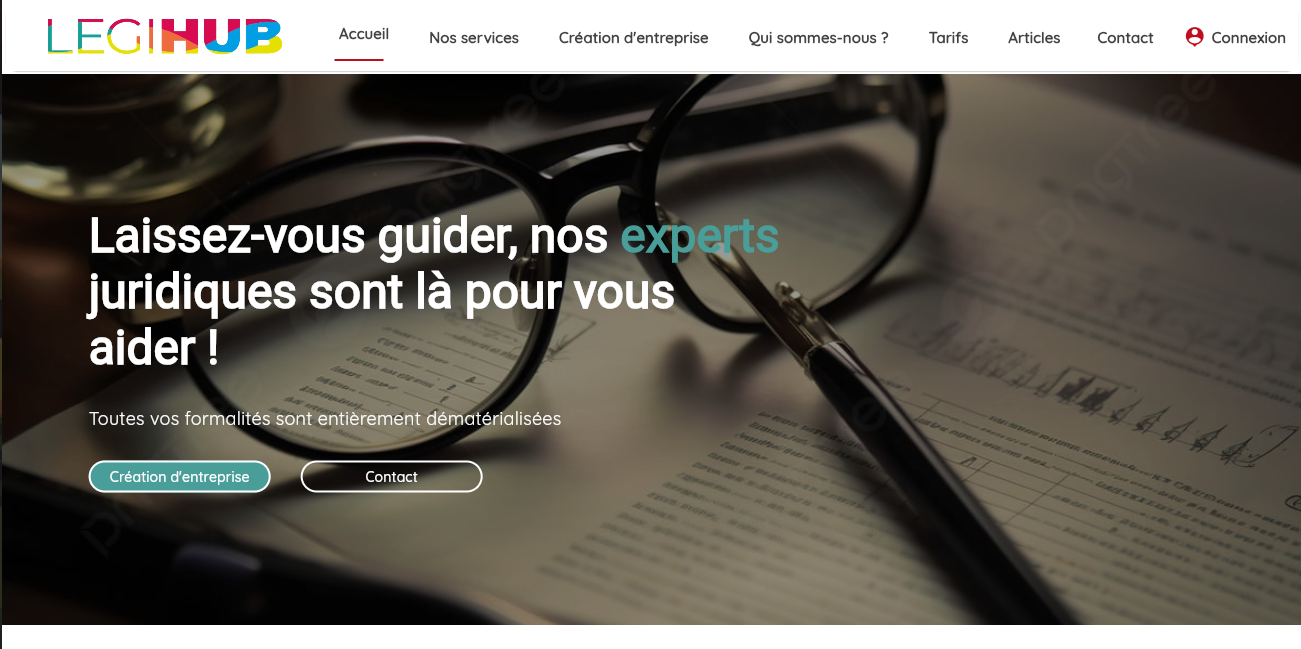 LEGIHUB
Accueil
Nos services
Création d'entreprise
Qui sommes-nous ?
Tarifs
Articles
Contact
Connexion
Laissez-vous guider, nos experts
juridiques sont là pour vous
aider !
Toutes vos formalités sont entièrement dématérialisées
Création d'entreprise
Contact